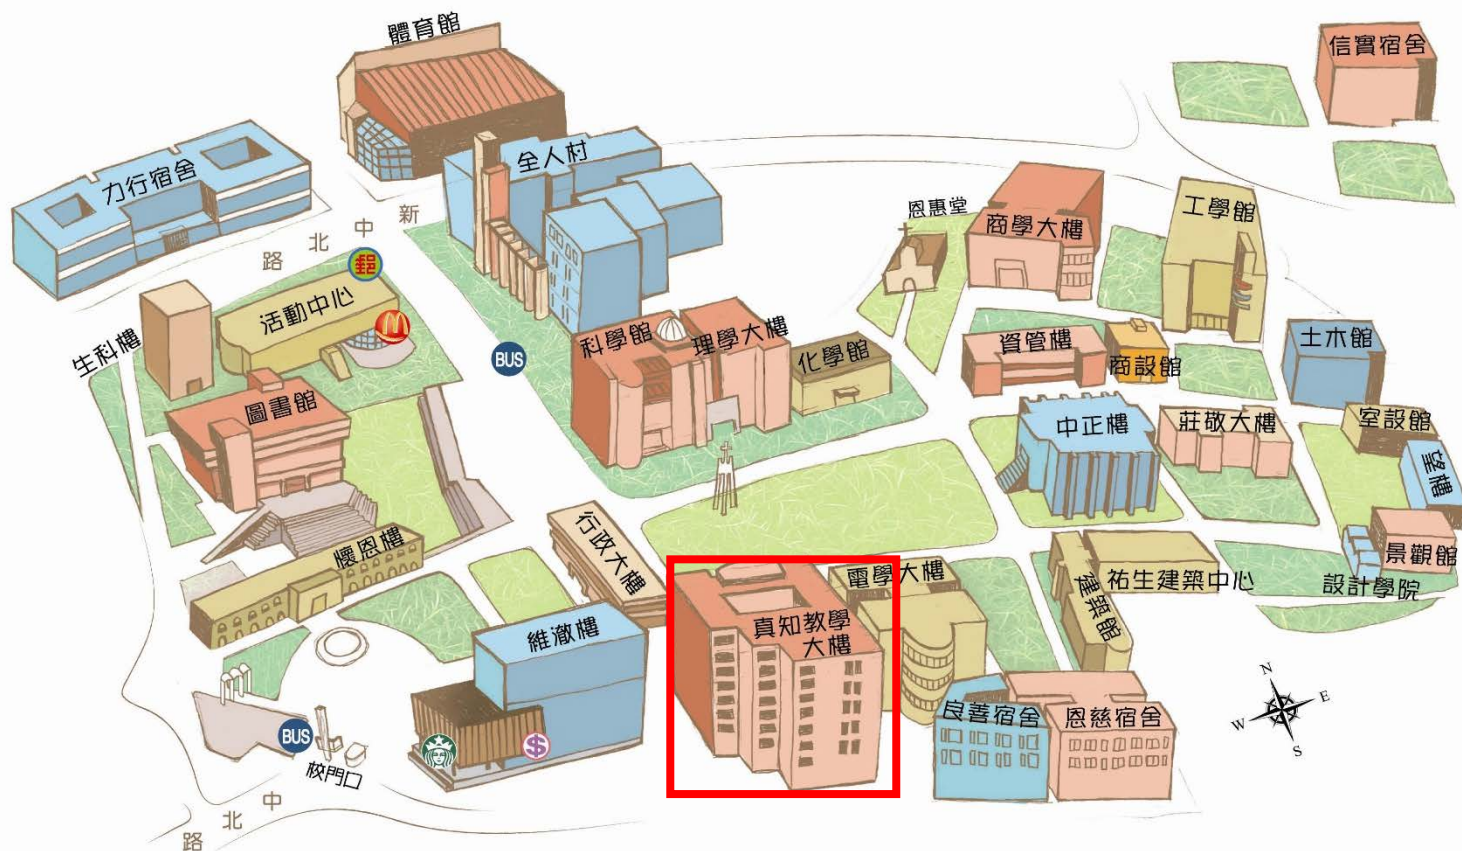 體育館
信實宿舍
全人村
力行宿舍
新中北路
恩惠堂
商學大樓
工學館
郵
活動中心
生科樓
BUS
科學館
理學大樓
化學館
資管樓
商設館
土木館
圖書館
中正樓
莊敬大樓
室設館
望樓
景觀館
設計學院
行政大樓
懷恩樓
電學大樓
建築館
祐生建築中心
維澈樓
真知教學
大樓
良善宿舍
恩慈宿舍
N
E
W
S
BUS
$
校門口
中北路